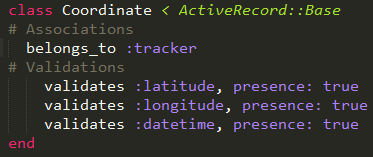 class Coordinate < ActiveRecord::Base
# Associations
  belongs_to :tracker
# Validations
    validates :latitude, presence: true
    validates :longitude, presence: true
    validates :datetime, presence: true
end